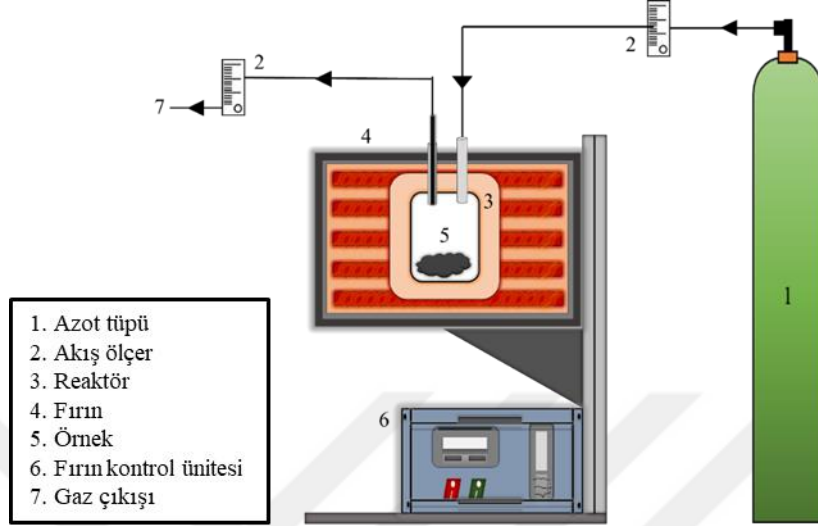 2
2
7
4
3
5
1
6
1. Azot tüpü
2. Akış ölçer
3. Reaktör
4. Fırın
5. Örnek
6. Fırın kontrol ünitesi
7. Gaz çıkışı